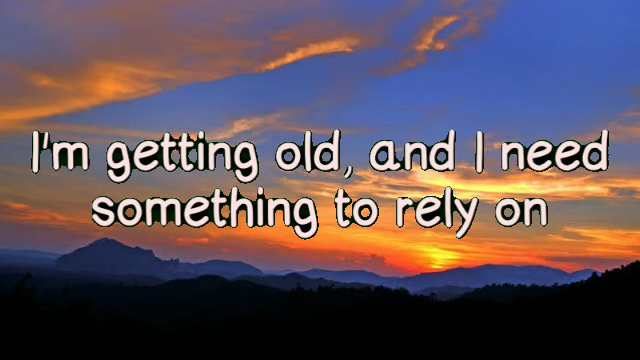 I'm getting old, and I need
something to rely on